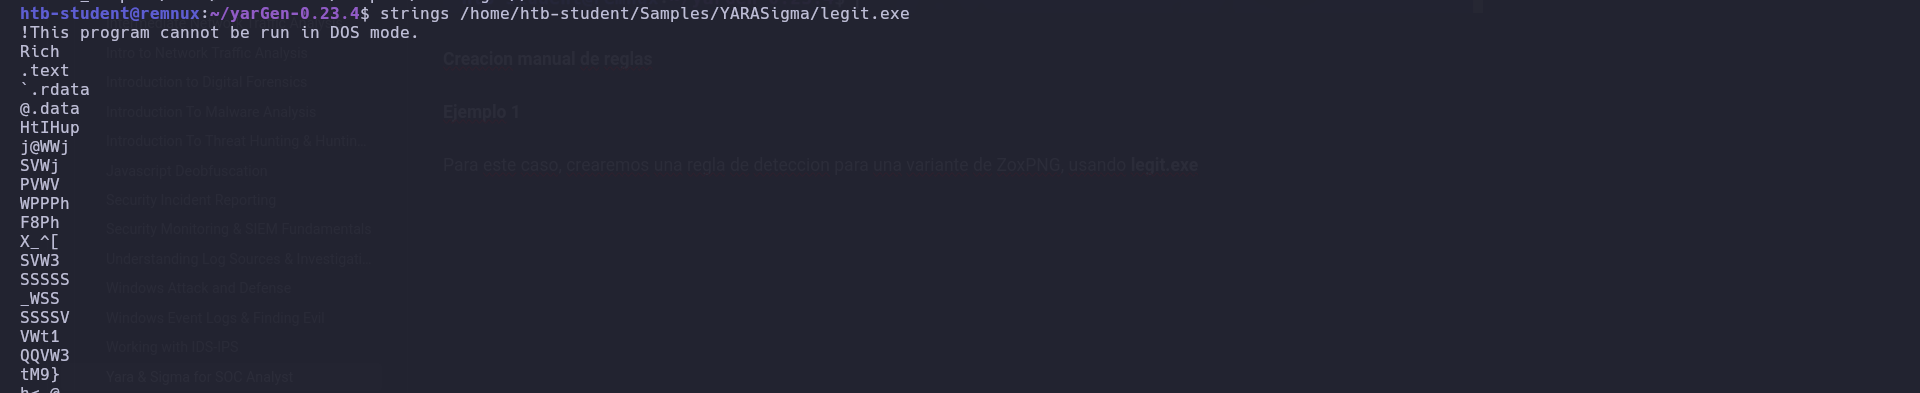 htb-student@remnux:~/yarGen-0.23.4$ strings /home/htb-student/Samples/YARASigma/legit.exe
!This program cannot be run in DOS mode.
Rich
.text
`.rdata
@.data
HtIHup
j@WWj
SVWj
PVWV
WPPPh
F8Ph
X_^[
SVW3
SSSSS
_WSS
SSSSV
VWt1
QQVW3
tM9}
Intro to Network Traffic Analysis
Introduction to Digital Forensics
Introduction To Malware Analysis
Introduction To Threat Hunting & Huntin...
Javascript Deobfuscation
Security Incident Reporting
Security Monitoring & SIEM Fundamentals
Understanding Log Sources & Investigati...
Windows Attack and Defense
Windows Event Logs & Finding Evil
Working with IDS-IPS
Yara & Sigma for SOC Analyst
Creacion manual de reglas
Ejemplo 1
Para este caso, crearemos una regla de deteccion para una variante de ZoxPNG, usando legit.exe